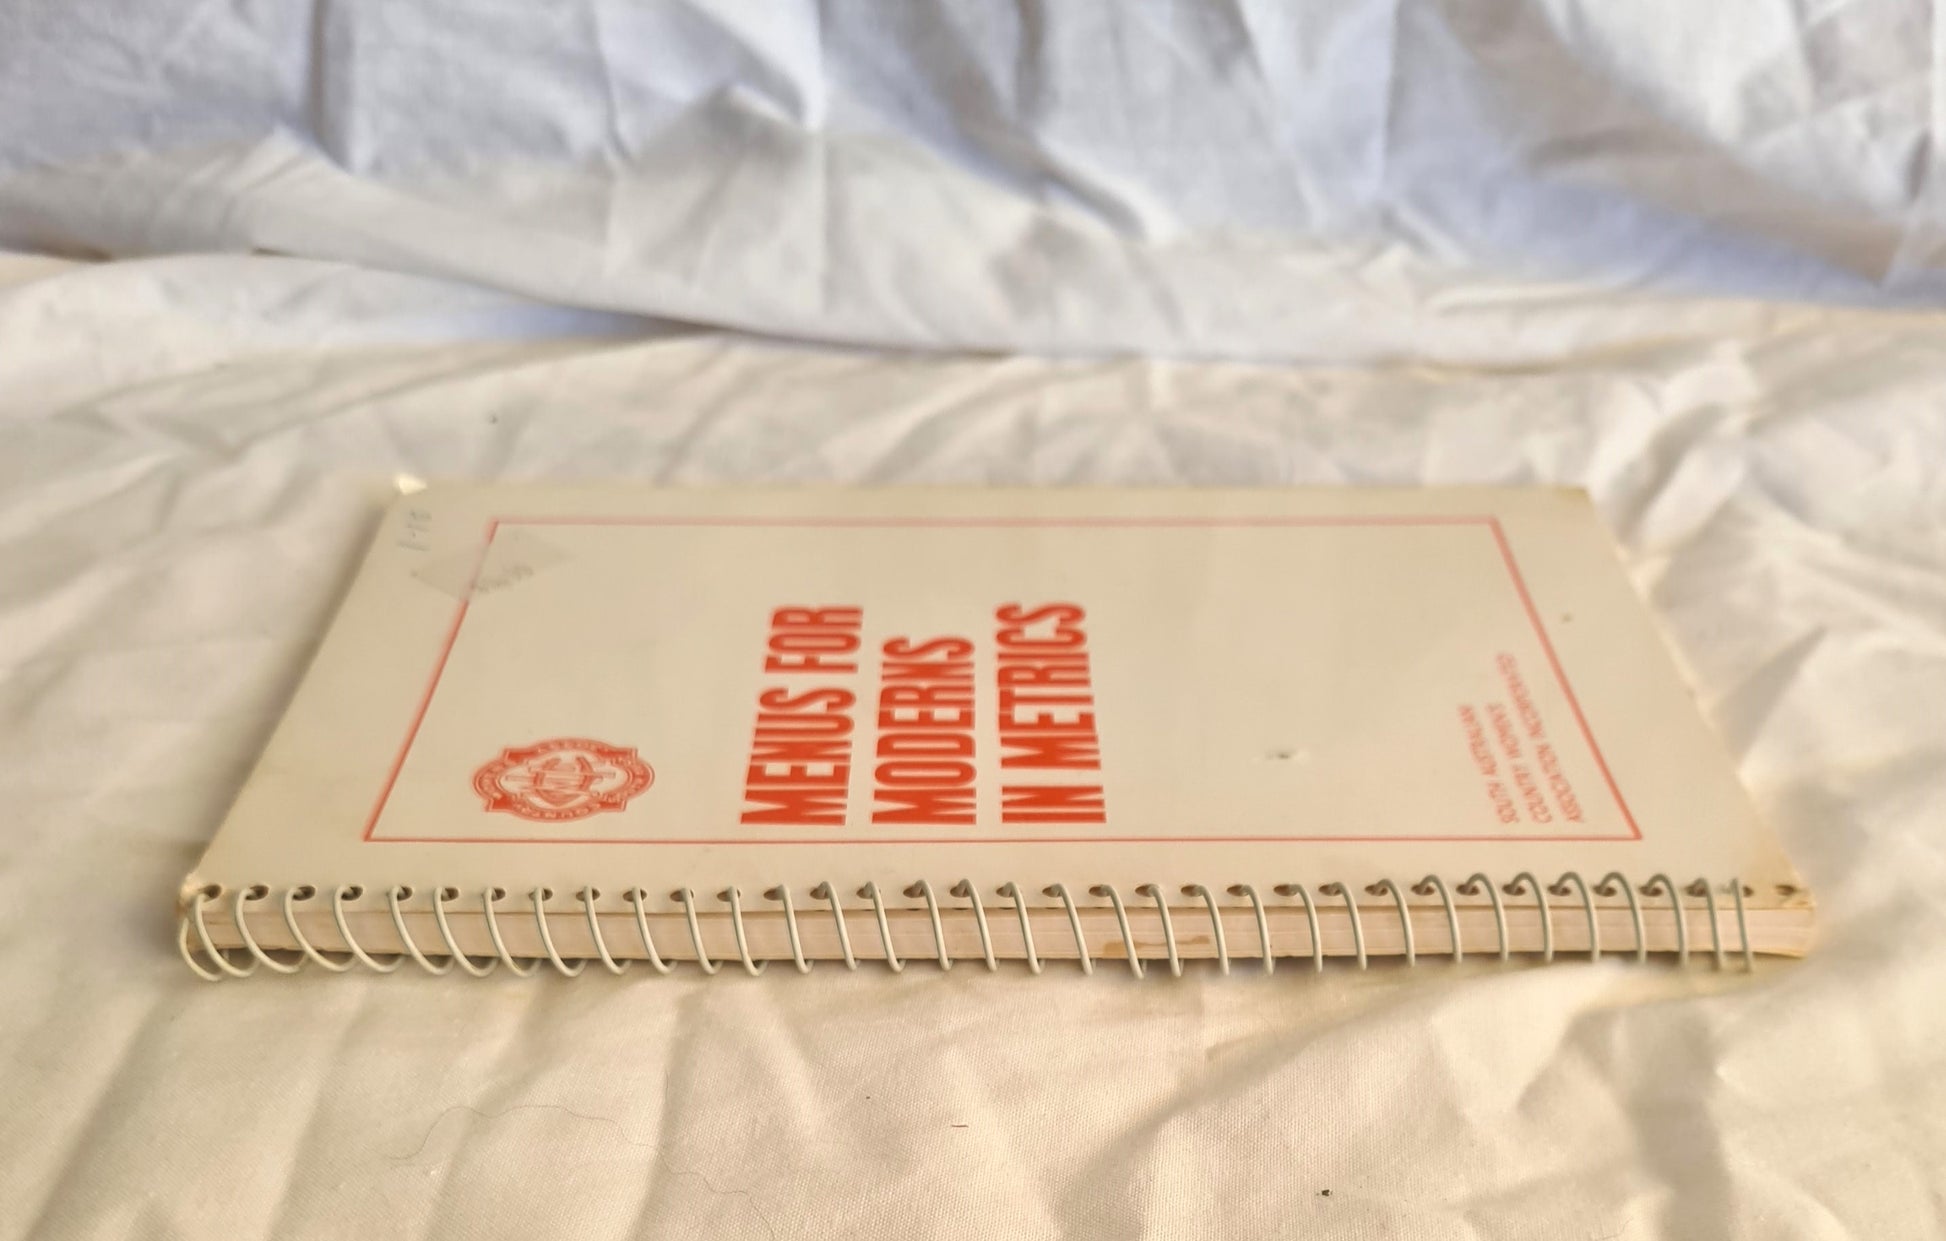 MENUS FOR
MODERNS
IN METRICS
SOUTH AUSTRALIAN
COUNTRY WOMEN'S
ASSOCIATION INCORPORATED